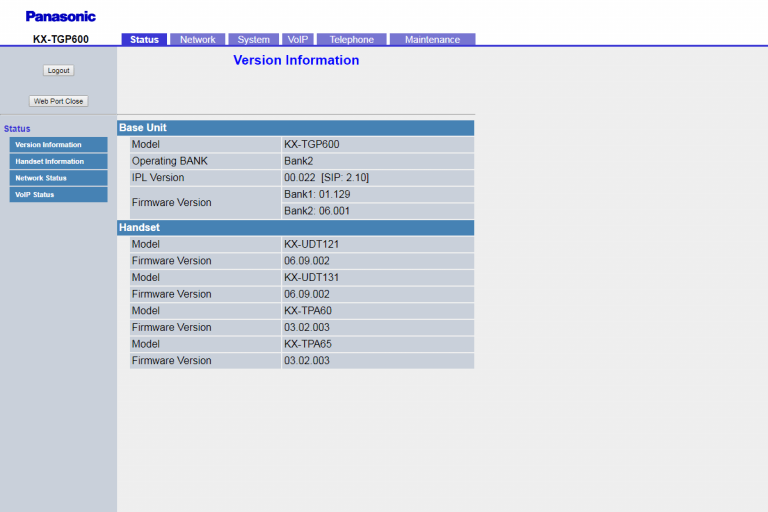 Panasonic
KX-TGP600
Status Network System VoIP Telephone Maintenance
Logout
Web Port Close
Version Information
Status
Version Information
Handset Information
Network Status
VoIP Status
Base Unit
Model KX-TGP600
Operating BANK Bank2
IPL Version 00.022 [SIP: 2.10]
Firmware Version Bank1: 01.129
Bank2: 06.001
Handset
Model KX-UDT121
Firmware Version 06.09.002
Model KX-UDT131
Firmware Version 06.09.002
Model KX-TPA60
Firmware Version 03.02.003
Model KX-TPA65
Firmware Version 03.02.003